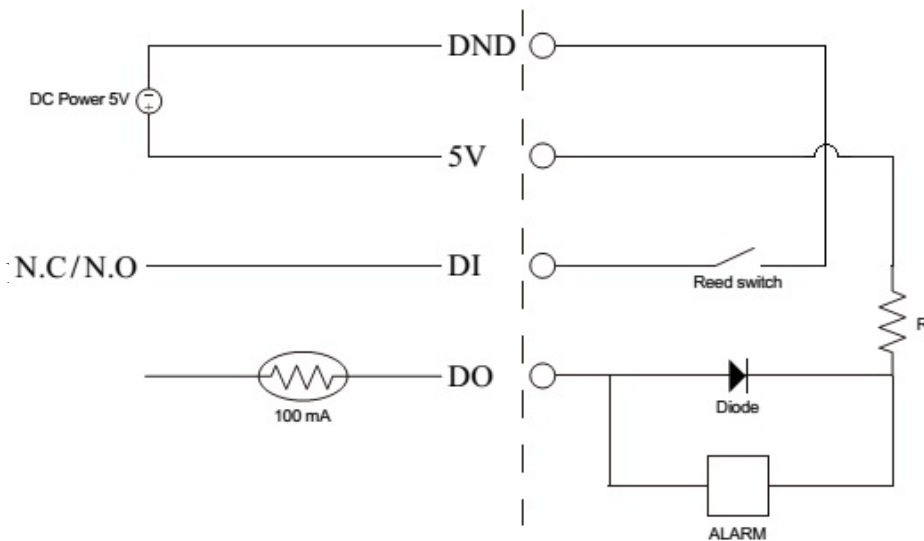 DND
DC Power 5V
5V
N.C/N.O
DI
Reed switch
R
DO
100 mA
Diode
ALARM